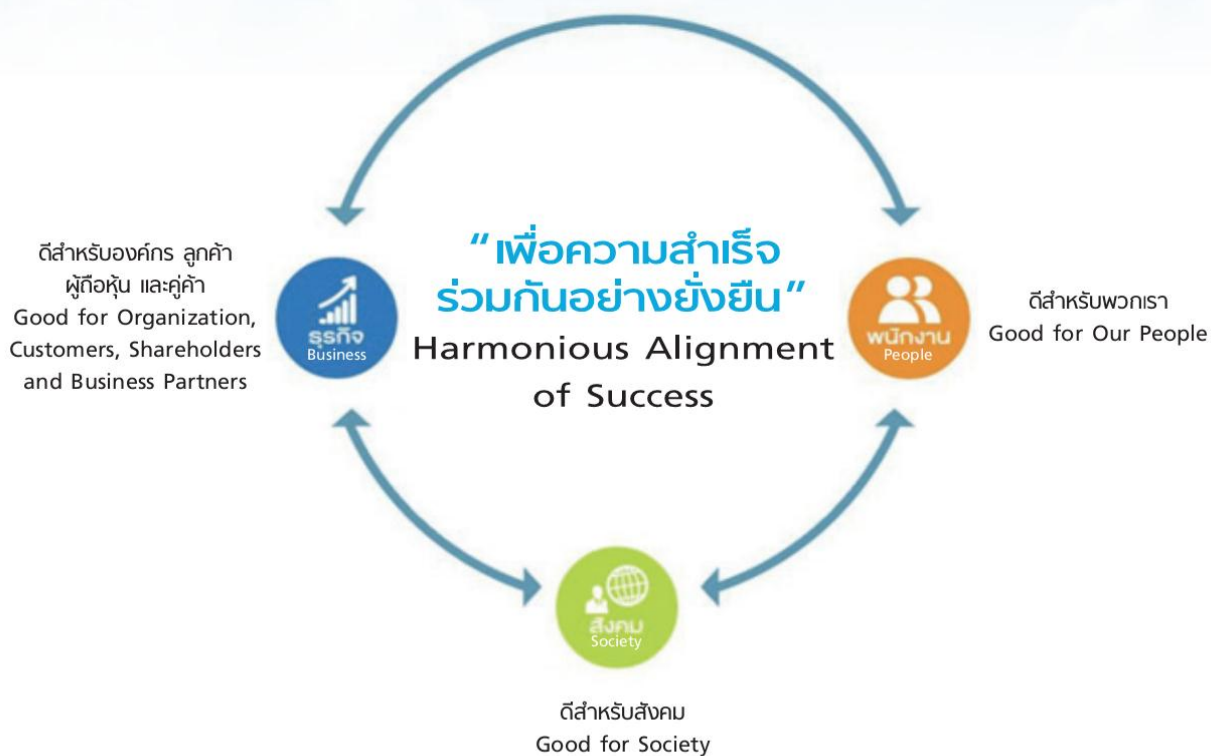 ดีสำหรับองค์กร ลูกค้า
ผู้ถือหุ้น และคู่ค้า
Good for Organization,
Customers, Shareholders
and Business Partners
ธุรกิจ
Business
“เพื่อความสำเร็จ
ร่วมกันอย่างยั่งยืน”
Harmonious Alignment
of Success
พนักงาน
People
ดีสำหรับพวกเรา
Good for Our People
สังคม
Society
ดีสำหรับสังคม
Good for Society